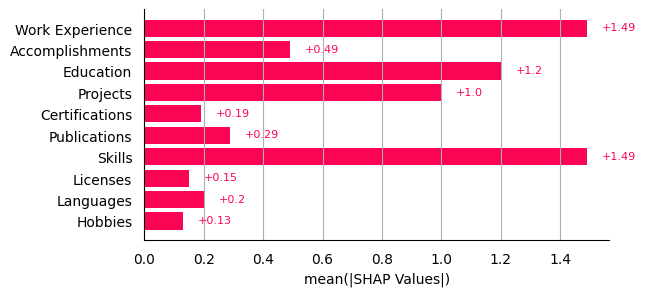 Work Experience +1.49
Accomplishments +0.49
Education +1.2
Projects +1.0
Certifications +0.19
Publications +0.29
Skills +1.49
Licenses +0.15
Languages +0.2
Hobbies +0.13
0.0 0.2 0.4 0.6 0.8 1.0 1.2 1.4
mean(|SHAP Values|)